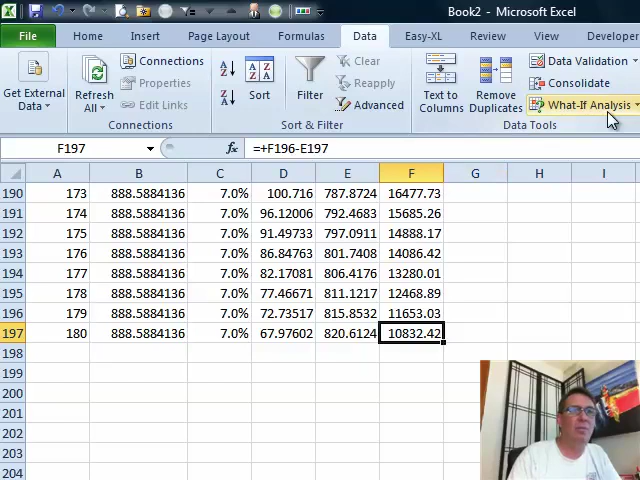 Book2 - Microsoft Excel
File Home Insert Page Layout Formulas Data Easy-XL Review View Developer
Get External Data
Refresh All
Connections
Properties
Edit Links
Sort
Filter
Clear
Reapply
Advanced
Sort & Filter
Text to Columns
Remove Duplicates
Data Validation
Consolidate
What-If Analysis
Data Tools
F197 fx =+F196-E197
A B C D E F G H I
190 173 888.5884136 7.0% 100.716 787.8724 16477.73
191 174 888.5884136 7.0% 96.12006 792.4683 15685.26
192 175 888.5884136 7.0% 91.49733 797.0911 14888.17
193 176 888.5884136 7.0% 86.84763 801.7408 14086.42
194 177 888.5884136 7.0% 82.17081 806.4176 13280.01
195 178 888.5884136 7.0% 77.46671 811.1217 12468.89
196 179 888.5884136 7.0% 72.73517 815.8532 11653.03
197 180 888.5884136 7.0% 67.97602 820.6124 10832.42
198
199
200
201
202
203
204